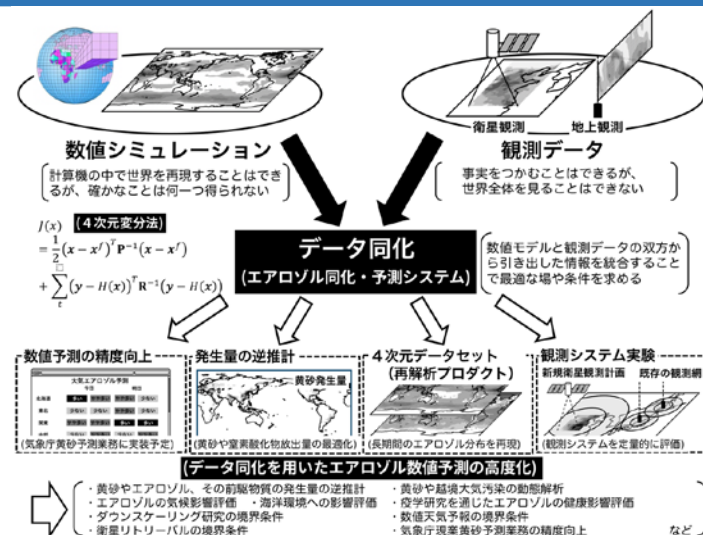 衛星観測
地上観測
数値シミュレーション
計算機の中で世界を再現することはでき
るが、確かなことは何一つ得られない
観測データ
事実をつかむことはできるが、
世界全体を見ることはできない
J(x) (4次元変分法)
= 1/2 (x − x^f)^T P^−1 (x − x^f)
+ ∑_t (y − H(x))^T R^−1 (y − H(x))
データ同化
(エアロゾル同化・予測システム)
数値モデルと観測データの双方か
ら引き出した情報を統合すること
で最適な場や条件を求める
数値予測の精度向上
大気エアロゾル予測
今日 明日
北海道
東北
関東
(気象庁黄砂予測業務に実装予定)
発生量の逆推計
黄砂発生量
(黄砂や窒素酸化物放出量の最適化)
4次元データセット
(再解析プロダクト)
(長期間のエアロゾル分布を再現)
観測システム実験
新規衛星観測計画 既存の観測網
(観測システムを定量的に評価)
(データ同化を用いたエアロゾル数値予測の高度化)
・黄砂やエアロゾル、その前駆物質の発生量の逆推計
・エアロゾルの気候影響評価 ・海洋環境への影響評価
・ダウンスケーリング研究の境界条件
・衛星リトリーバルの境界条件
・黄砂や越境大気汚染の動態解析
・疫学研究を通じたエアロゾルの健康影響評価
・数値天気予報の境界条件
・気象庁現業黄砂予測業務の精度向上 など